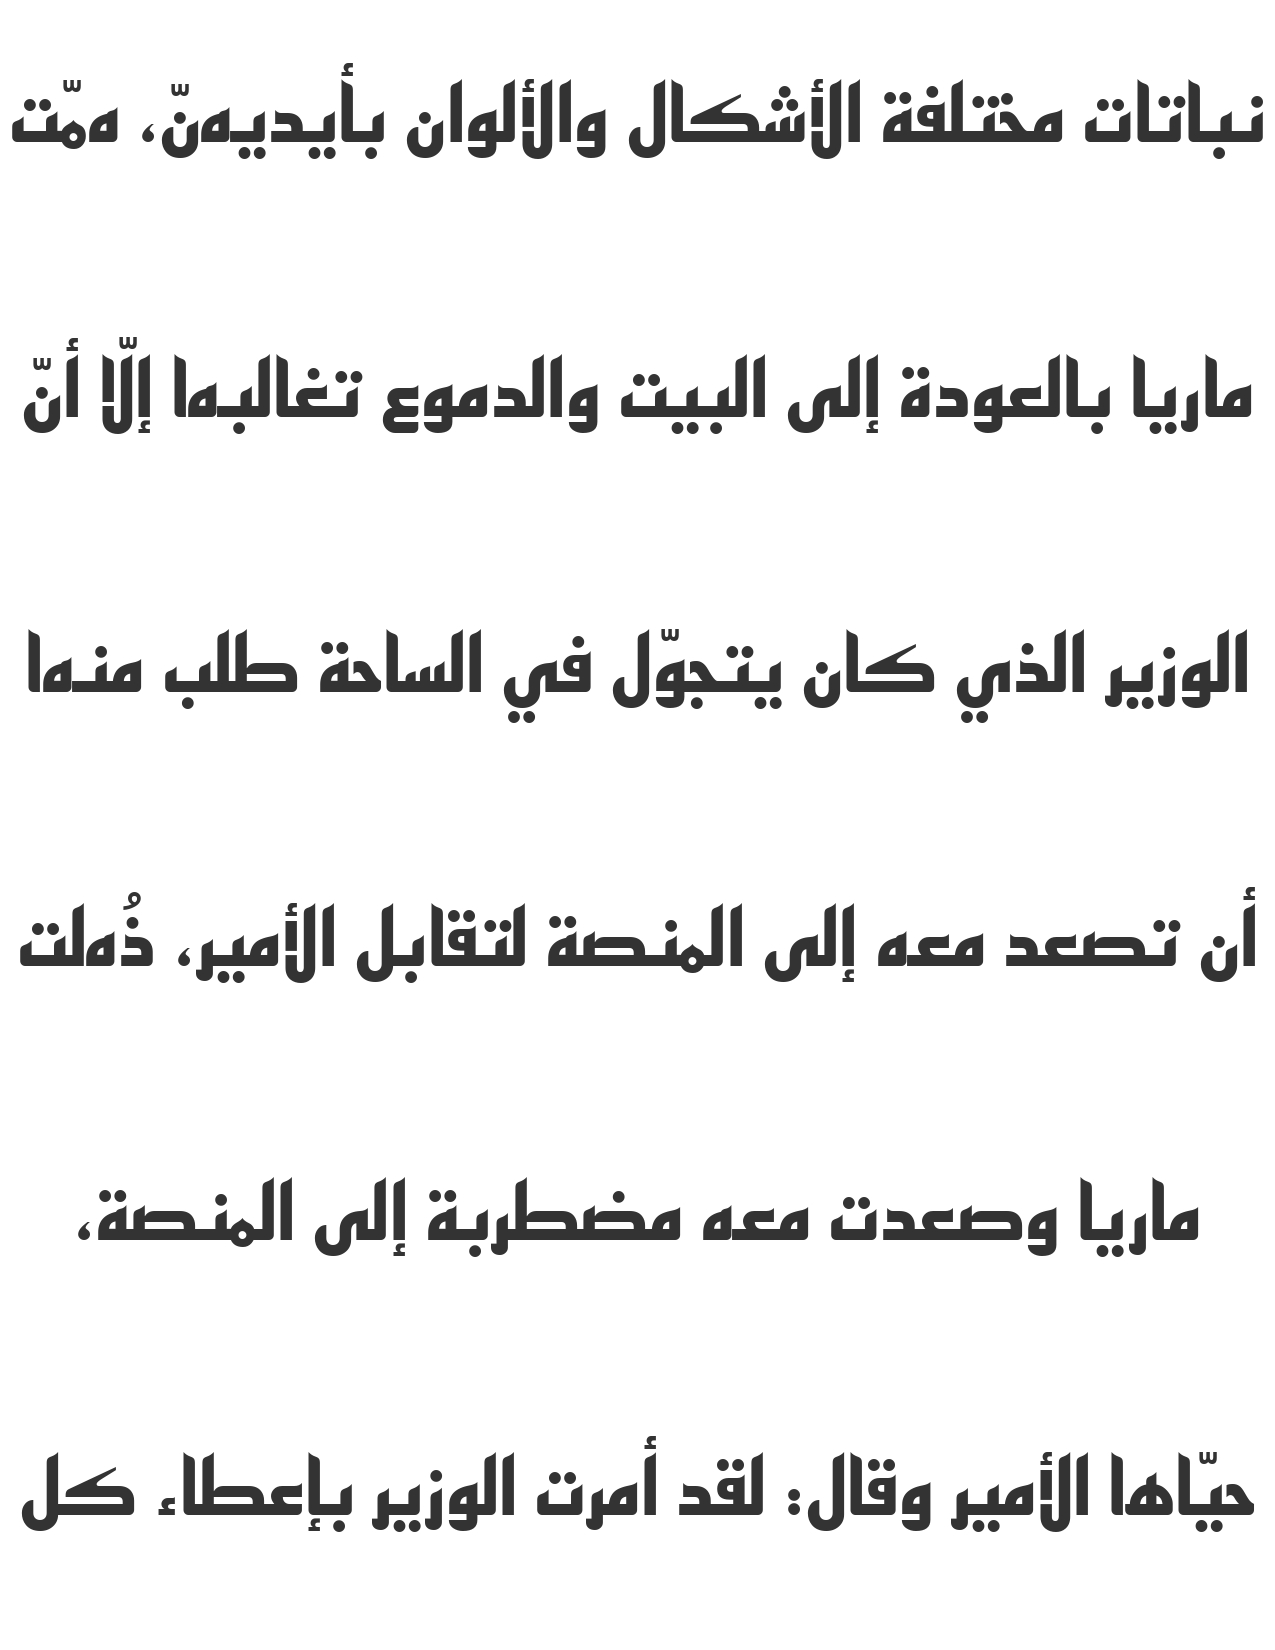 نباتات مختلفة الأشكال والألوان بأيديهنّ، همّت
ماريا بالعودة إلى البيت والدموع تغالبها إلّا أنّ
الوزير الذي كان يتجوّل في الساحة طلب منها
أن تصعد معه إلى المنصة لتقابل الأمير، ذُهلت
ماريا وصعدت معه مضطربة إلى المنصة،
حيّاها الأمير وقال: لقد أمرت الوزير بإعطاء كل